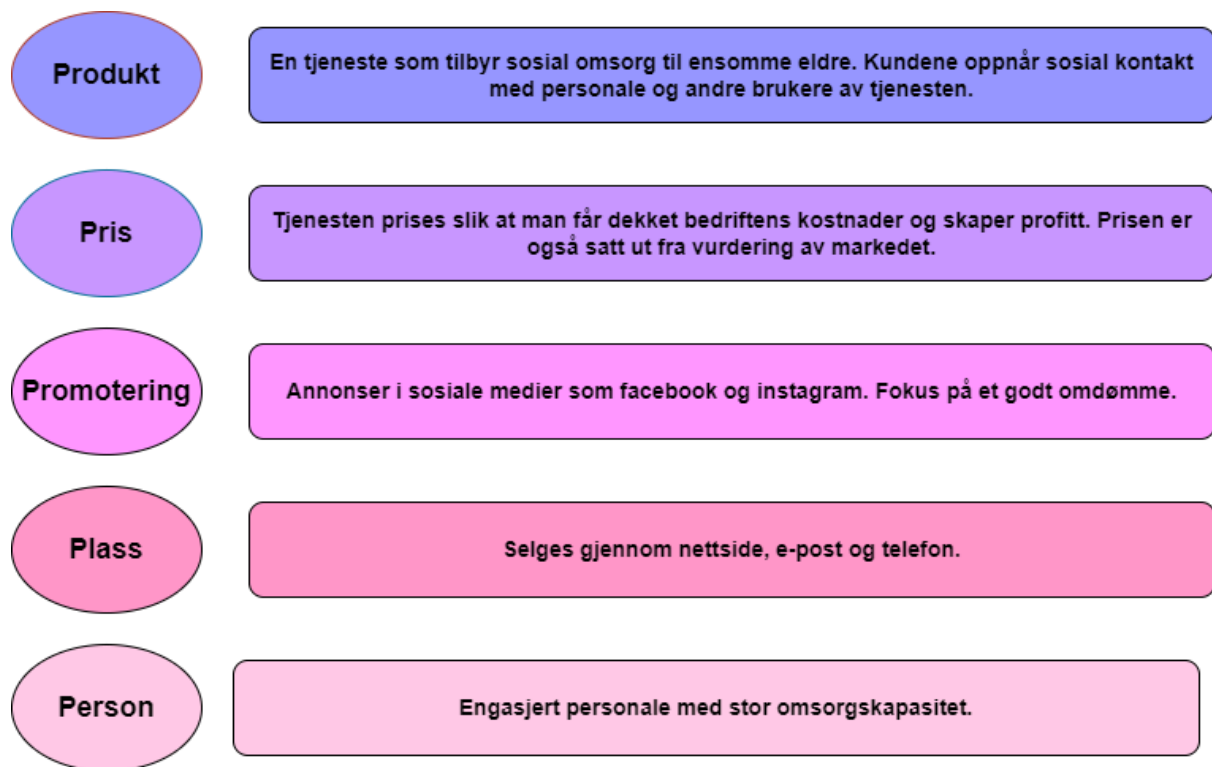 Produkt
En tjeneste som tilbyr sosial omsorg til ensomme eldre. Kundene oppnår sosial kontakt
med personale og andre brukere av tjenesten.
Pris
Tjenesten prises slik at man får dekket bedriftens kostnader og skaper profitt. Prisen er
også satt ut fra vurdering av markedet.
Promotering
Annonser i sosiale medier som facebook og instagram. Fokus på et godt omdømme.
Plass
Selges gjennom nettside, e-post og telefon.
Person
Engasjert personale med stor omsorgskapasitet.